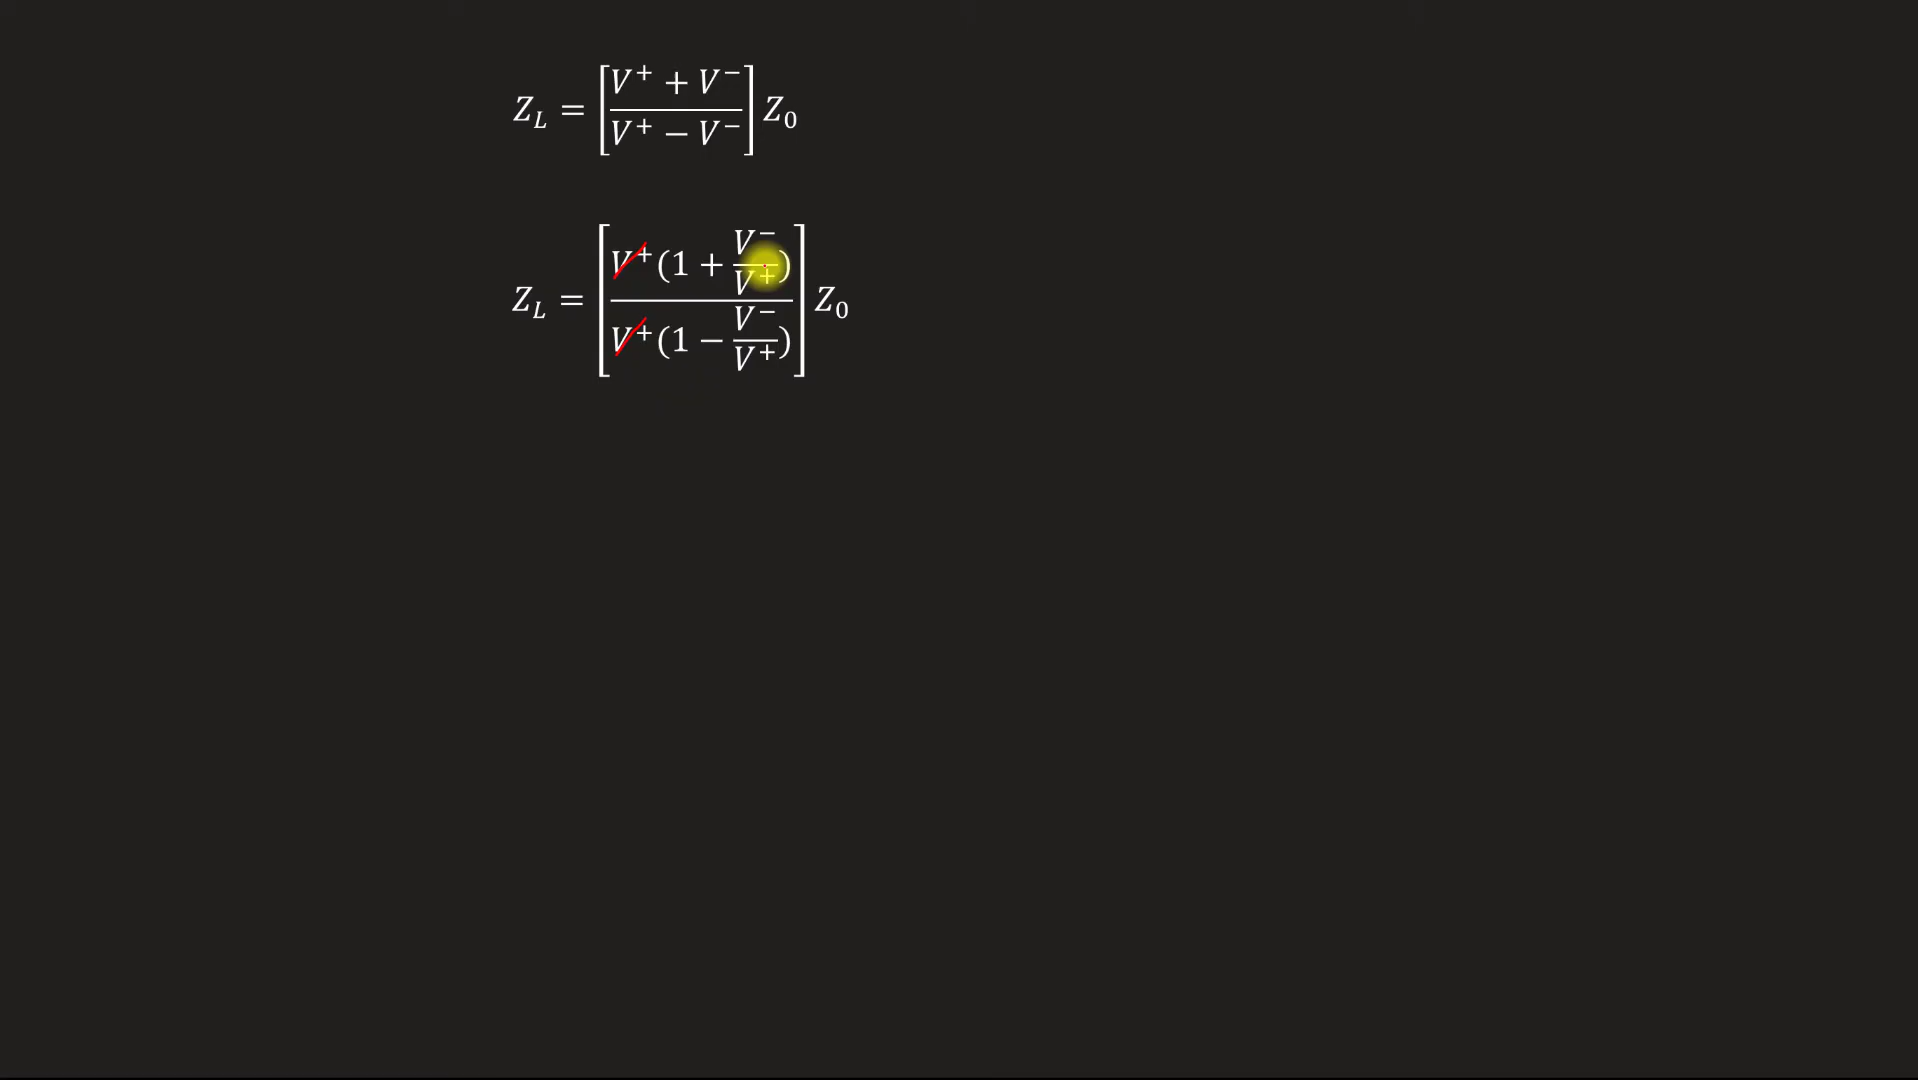 Z_L = [ (V⁺ + V⁻) / (V⁺ − V⁻) ] Z_0
Z_L = [ V⁺(1 + V⁻/V⁺) / V⁺(1 − V⁻/V⁺) ] Z_0